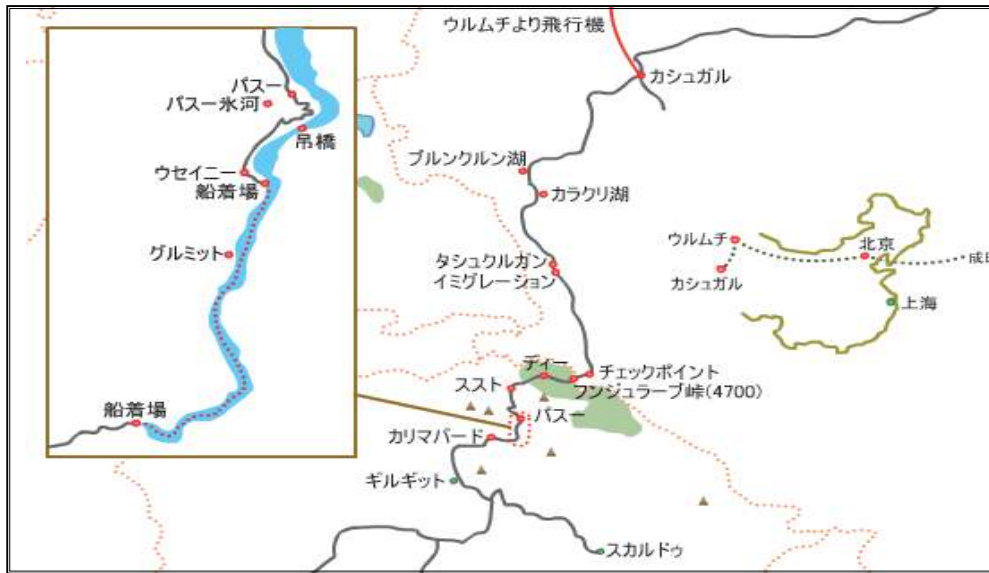 パスー
パスー氷河
吊橋
ウセイニー
船着場
グルミット
船着場
ウルムチより飛行機
カシュガル
ブルンクルン湖
カラクリ湖
タシュクルガン
イミグレーション
ディー
チェックポイント
フンジュラーブ峠(4700)
ススト
パスー
カリマバード
ギルギット
スカルドゥ
ウルムチ
北京
カシュガル
上海